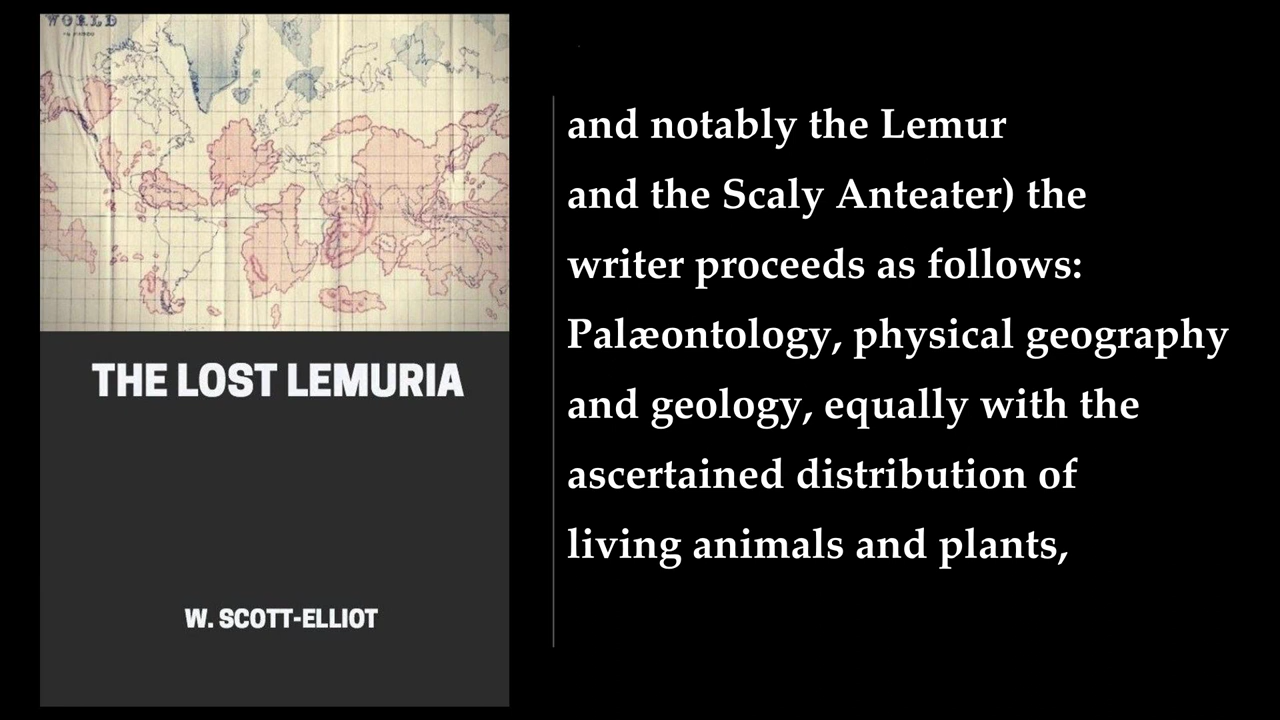 WORLD
THE LOST LEMURIA
W. SCOTT-ELLIOT
and notably the Lemur
and the Scaly Anteater) the
writer proceeds as follows:
Palæontology, physical geography
and geology, equally with the
ascertained distribution of
living animals and plants,